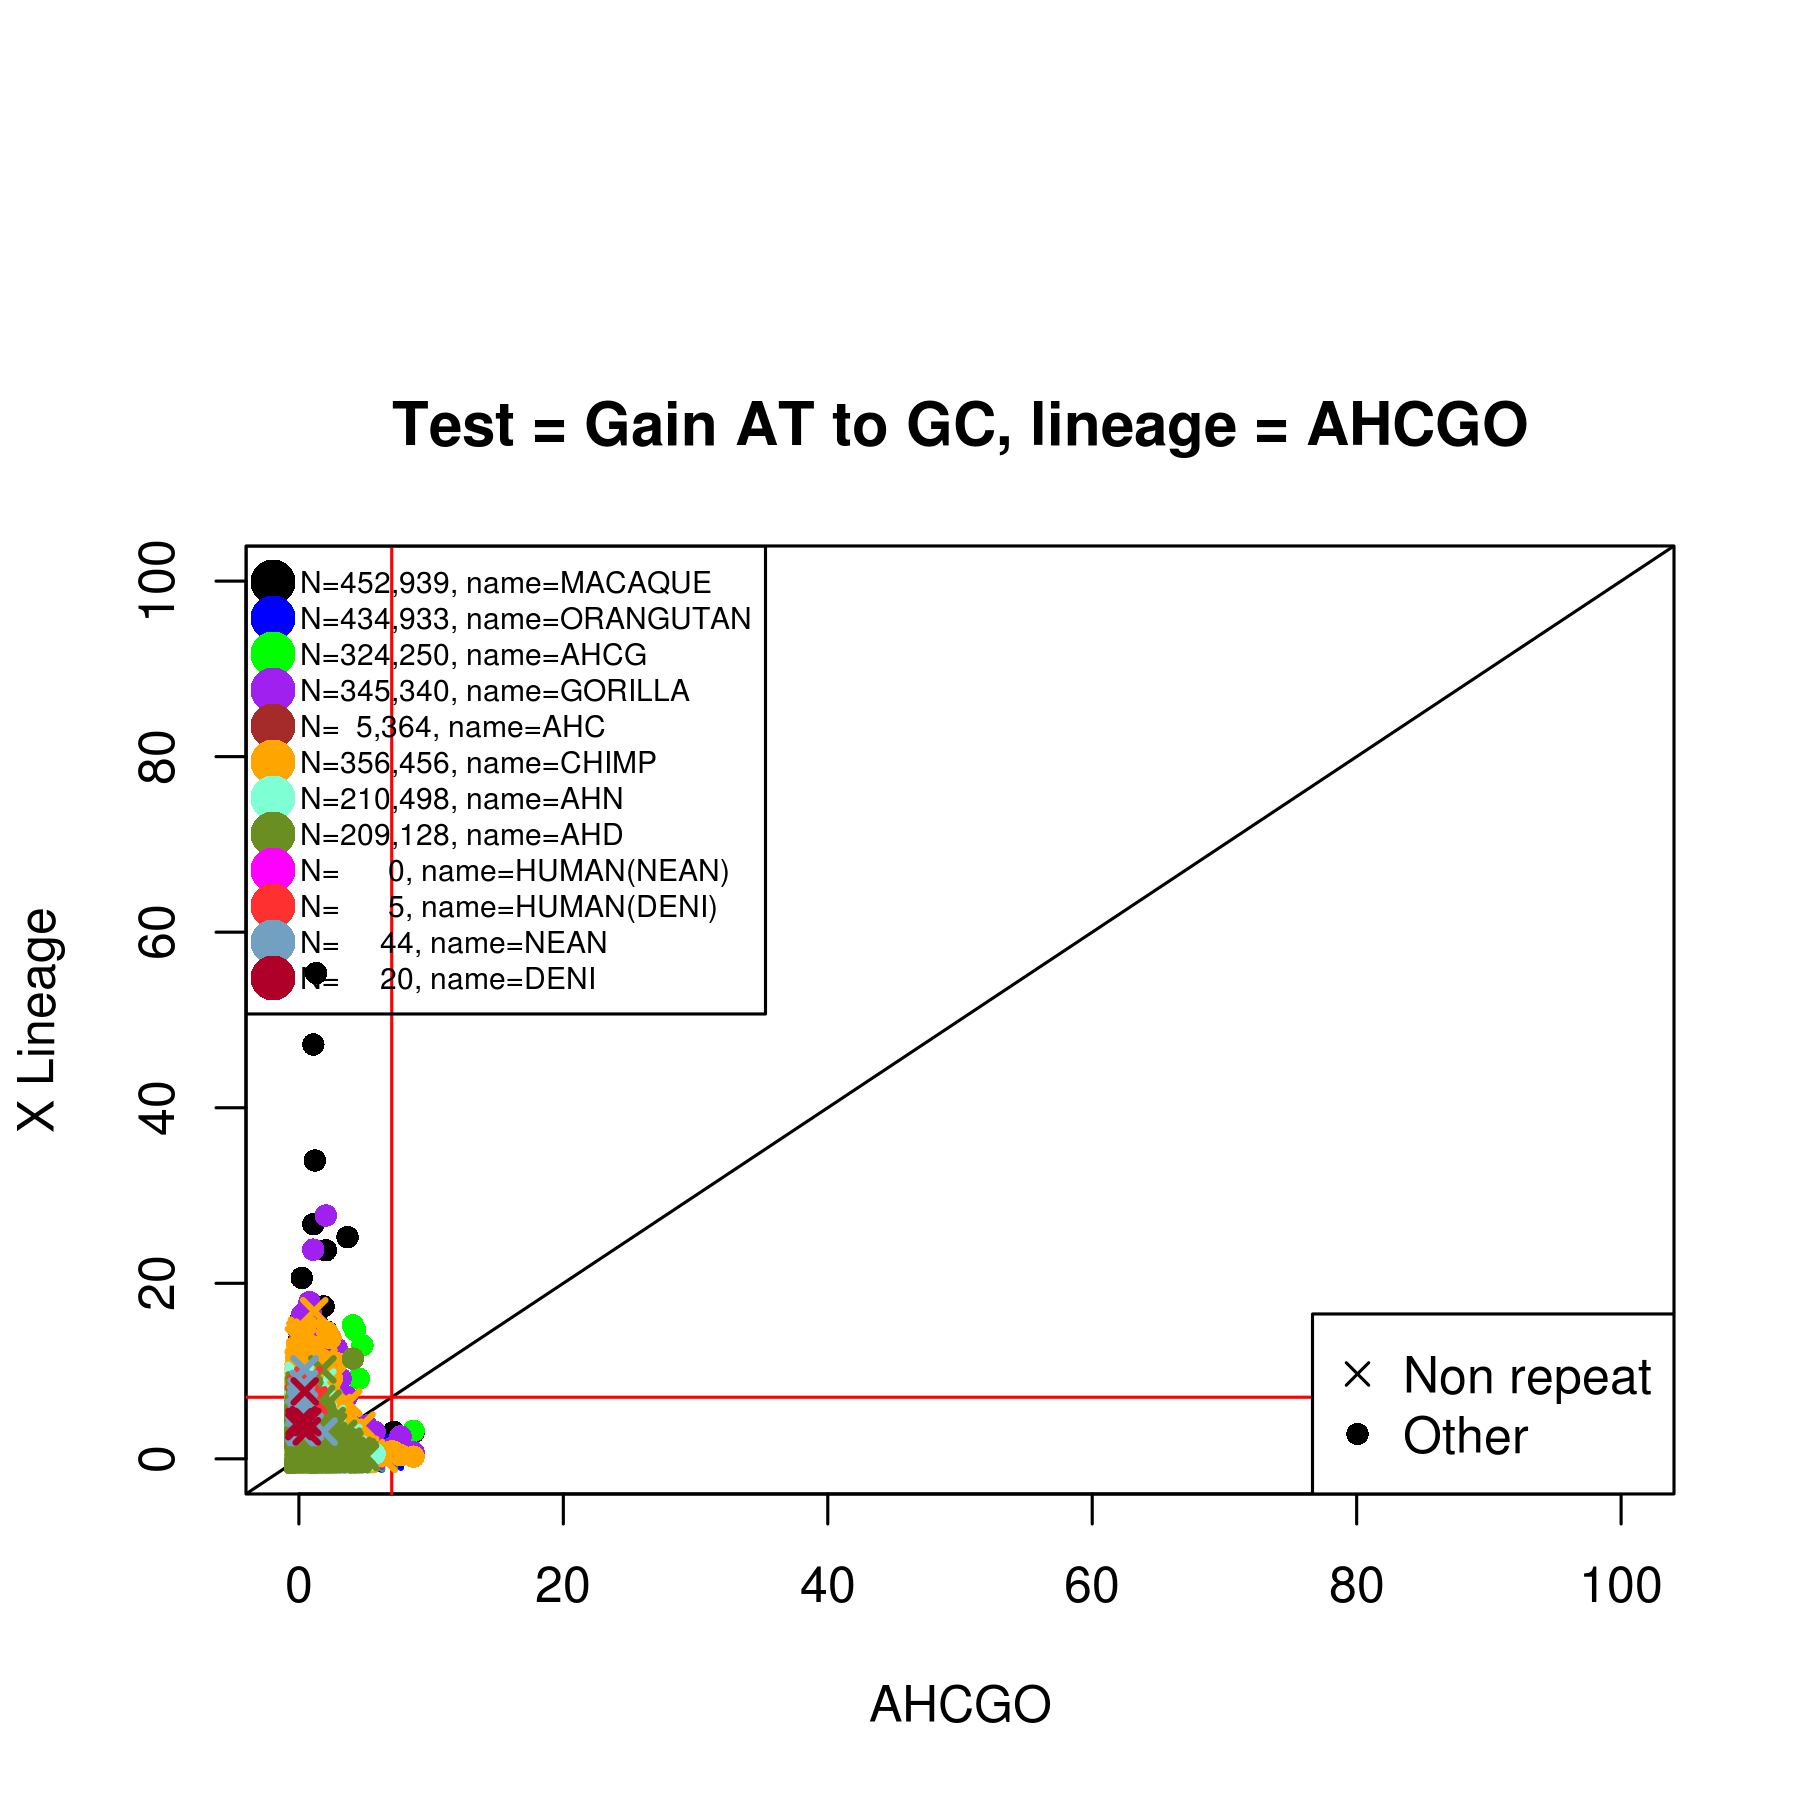 Test = Gain AT to GC, lineage = AHCGO
X Lineage
100
80
60
40
20
0
N=452,939, name=MACAQUE
N=434,933, name=ORANGUTAN
N=324,250, name=AHCG
N=345,340, name=GORILLA
N= 5,364, name=AHC
N=356,456, name=CHIMP
N=210,498, name=AHN
N=209,128, name=AHD
N= 0, name=HUMAN(NEAN)
N= 5, name=HUMAN(DENI)
N= 44, name=NEAN
N= 20, name=DENI
Non repeat
Other
0 20 40 60 80 100
AHCGO